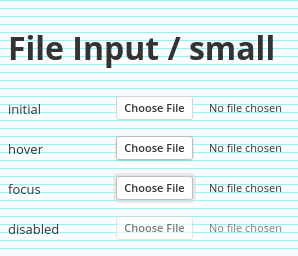 File Input / small
initial Choose File No file chosen
hover Choose File No file chosen
focus Choose File No file chosen
disabled Choose File No file chosen